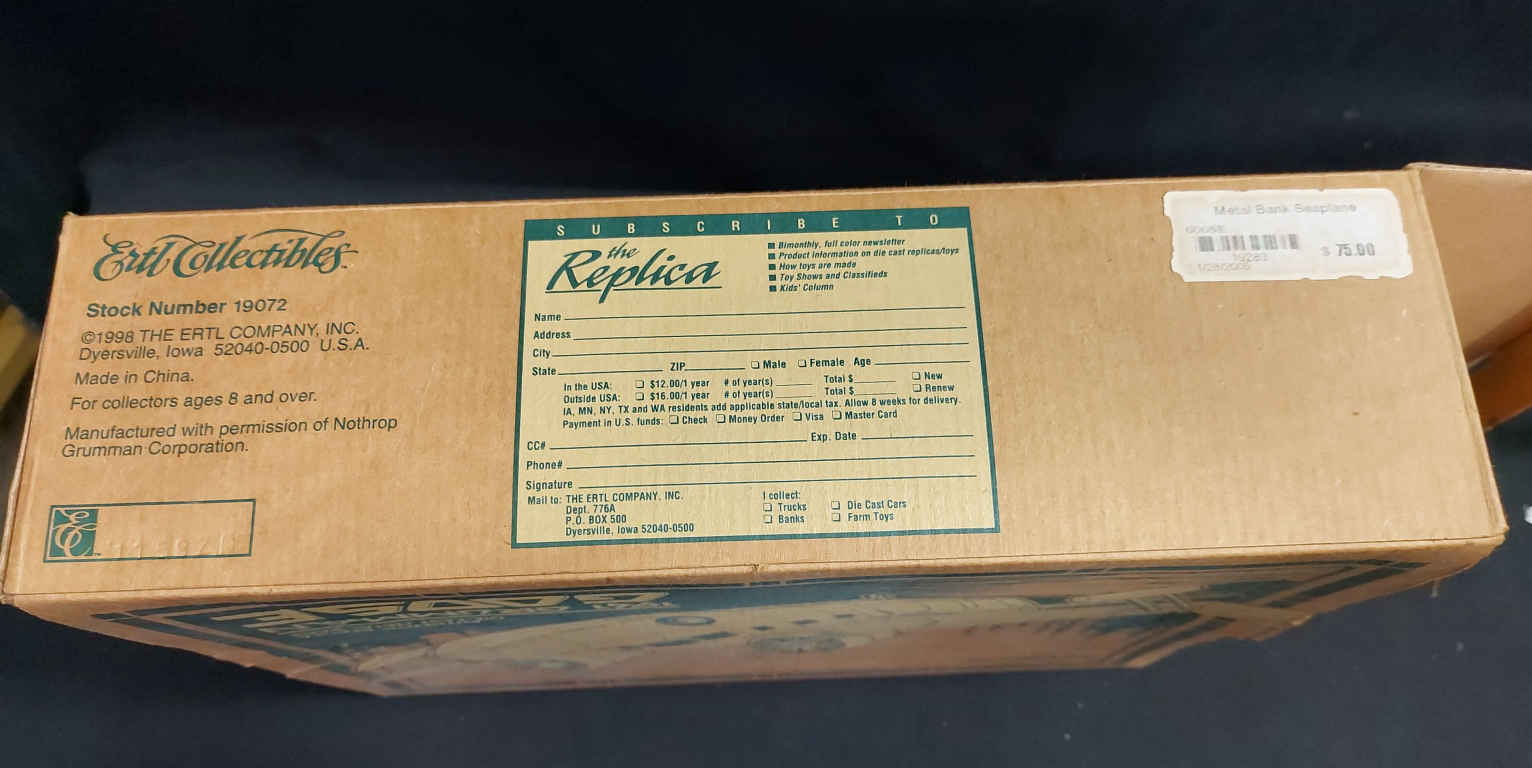 Ertl Collectibles™
Stock Number 19072
©1998 THE ERTL COMPANY, INC.
Dyersville, Iowa 52040-0500 U.S.A.
Made in China.
For collectors ages 8 and over.
Manufactured with permission of Nothrop
Grumman Corporation.
SUBSCRIBE TO
the
Replica
■ Bimonthly, full color newsletter
■ Product information on die cast replicas/toys
■ How toys are made
■ Toy Shows and Classifieds
■ Kids' Column
Name
Address
City
State ZIP ❏ Male ❏ Female Age
In the USA: ❏ $12.00/1 year # of year(s) Total $ ❏ New
Outside USA: ❏ $16.00/1 year # of year(s) Total $ ❏ Renew
IA, MN, NY, TX and WA residents add applicable state/local tax. Allow 8 weeks for delivery.
Payment in U.S. funds: ❏ Check ❏ Money Order ❏ Visa ❏ Master Card
CC# Exp. Date
Phone#
Signature
Mail to: THE ERTL COMPANY, INC.
Dept. 776A
P.O. BOX 500
Dyersville, Iowa 52040-0500
I collect:
❏ Trucks ❏ Die Cast Cars
❏ Banks ❏ Farm Toys
Metal Bank Seaplane
GOOSE
$ 75.00
19283
EC™